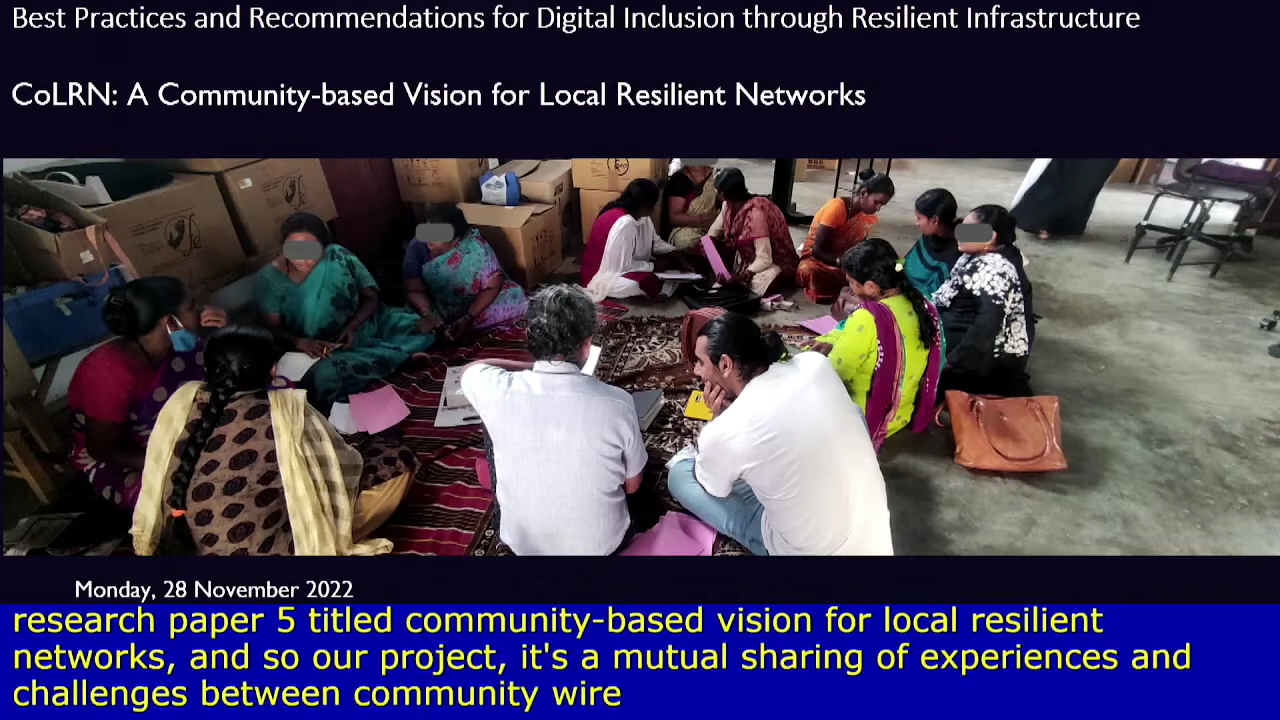 Best Practices and Recommendations for Digital Inclusion through Resilient Infrastructure
CoLRN: A Community-based Vision for Local Resilient Networks
Monday, 28 November 2022
research paper 5 titled community-based vision for local resilient
networks, and so our project, it's a mutual sharing of experiences and
challenges between community wire